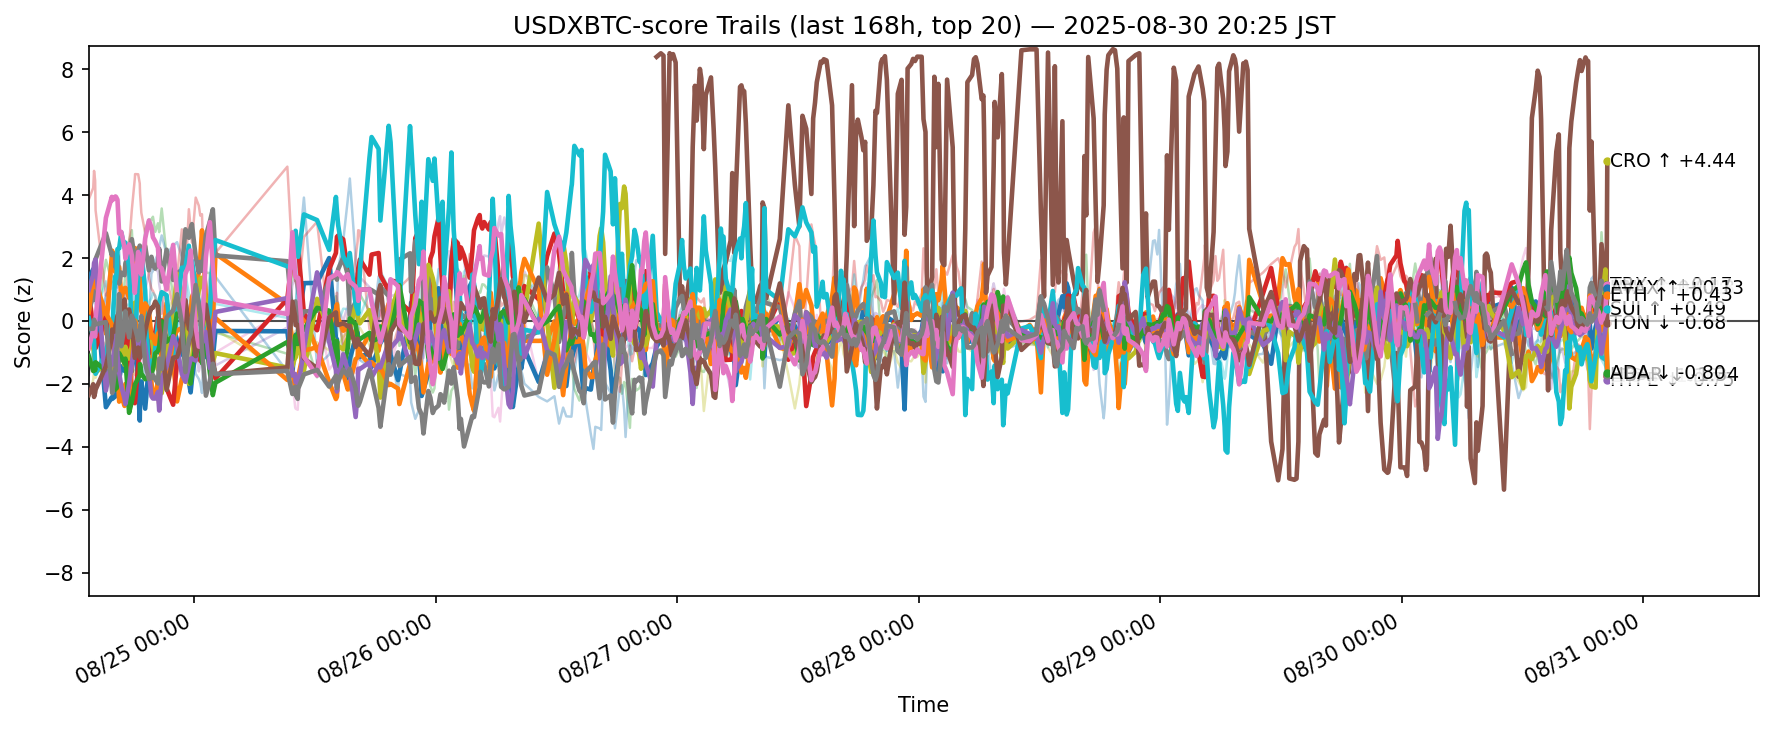 USDXBTC-score Trails (last 168h, top 20) — 2025-08-30 20:25 JST
Score (z)
8
6
4
2
0
−2
−4
−6
−8
CRO ↑ +4.44
ETH ↑ +0.43
SUI ↑ +0.49
TON ↓ -0.68
ADA ↓ -0.80
08/25 00:00
08/26 00:00
08/27 00:00
08/28 00:00
08/29 00:00
08/30 00:00
08/31 00:00
Time